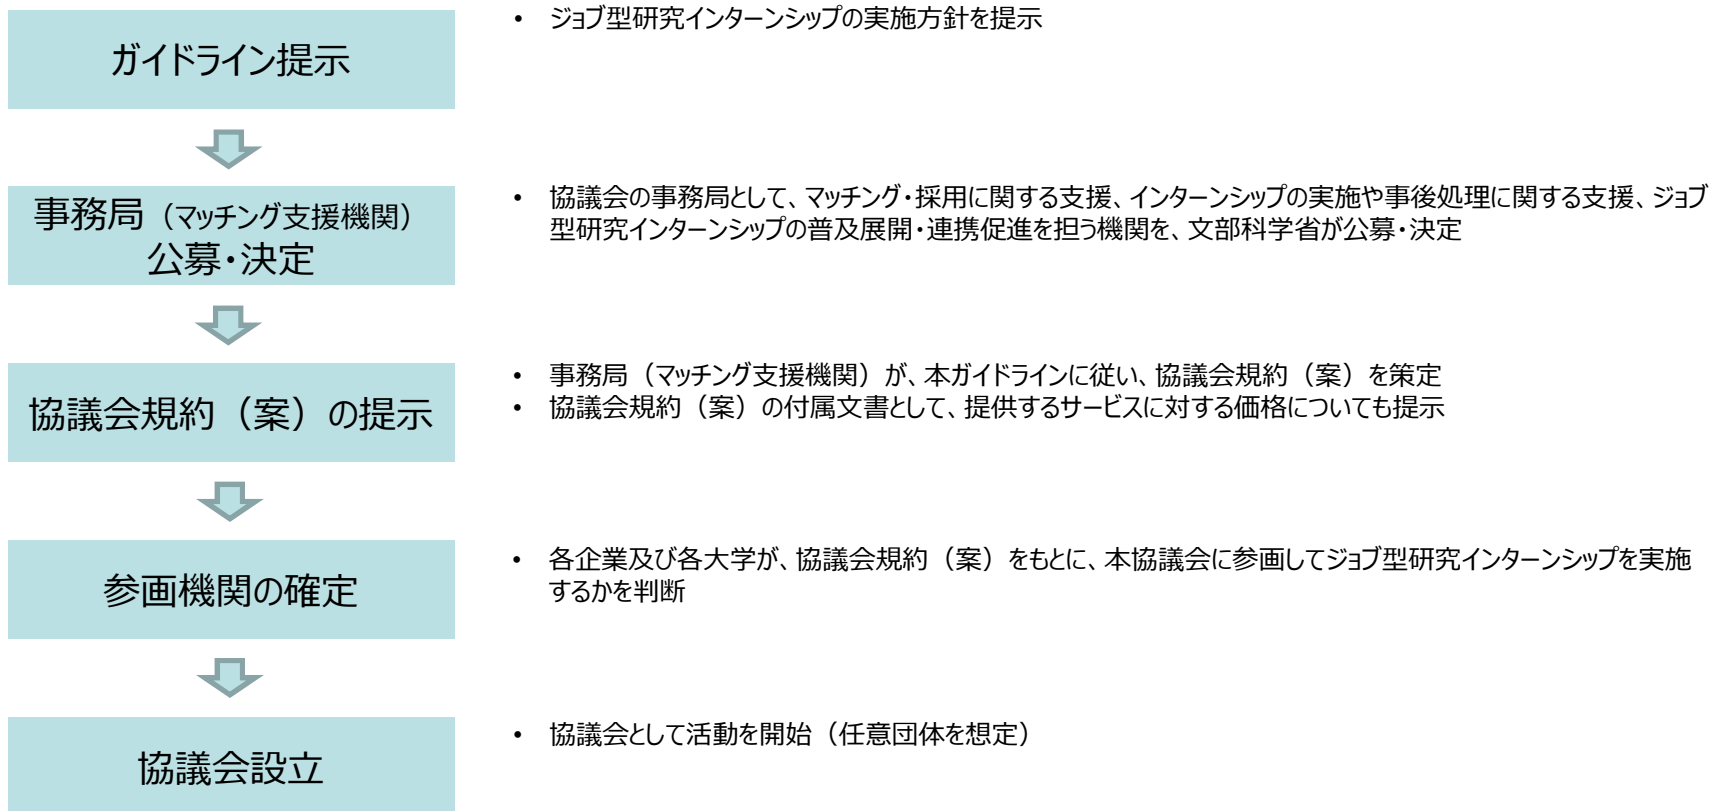 ガイドライン提示
• ジョブ型研究インターンシップの実施方針を提示
事務局（マッチング支援機関）
公募・決定
• 協議会の事務局として、マッチング・採用に関する支援、インターンシップの実施や事後処理に関する支援、ジョブ
型研究インターンシップの普及展開・連携促進を担う機関を、文部科学省が公募・決定
協議会規約（案）の提示
• 事務局（マッチング支援機関）が、本ガイドラインに従い、協議会規約（案）を策定
• 協議会規約（案）の付属文書として、提供するサービスに対する価格についても提示
参画機関の確定
• 各企業及び各大学が、協議会規約（案）をもとに、本協議会に参画してジョブ型研究インターンシップを実施
するかを判断
協議会設立
• 協議会として活動を開始（任意団体を想定）